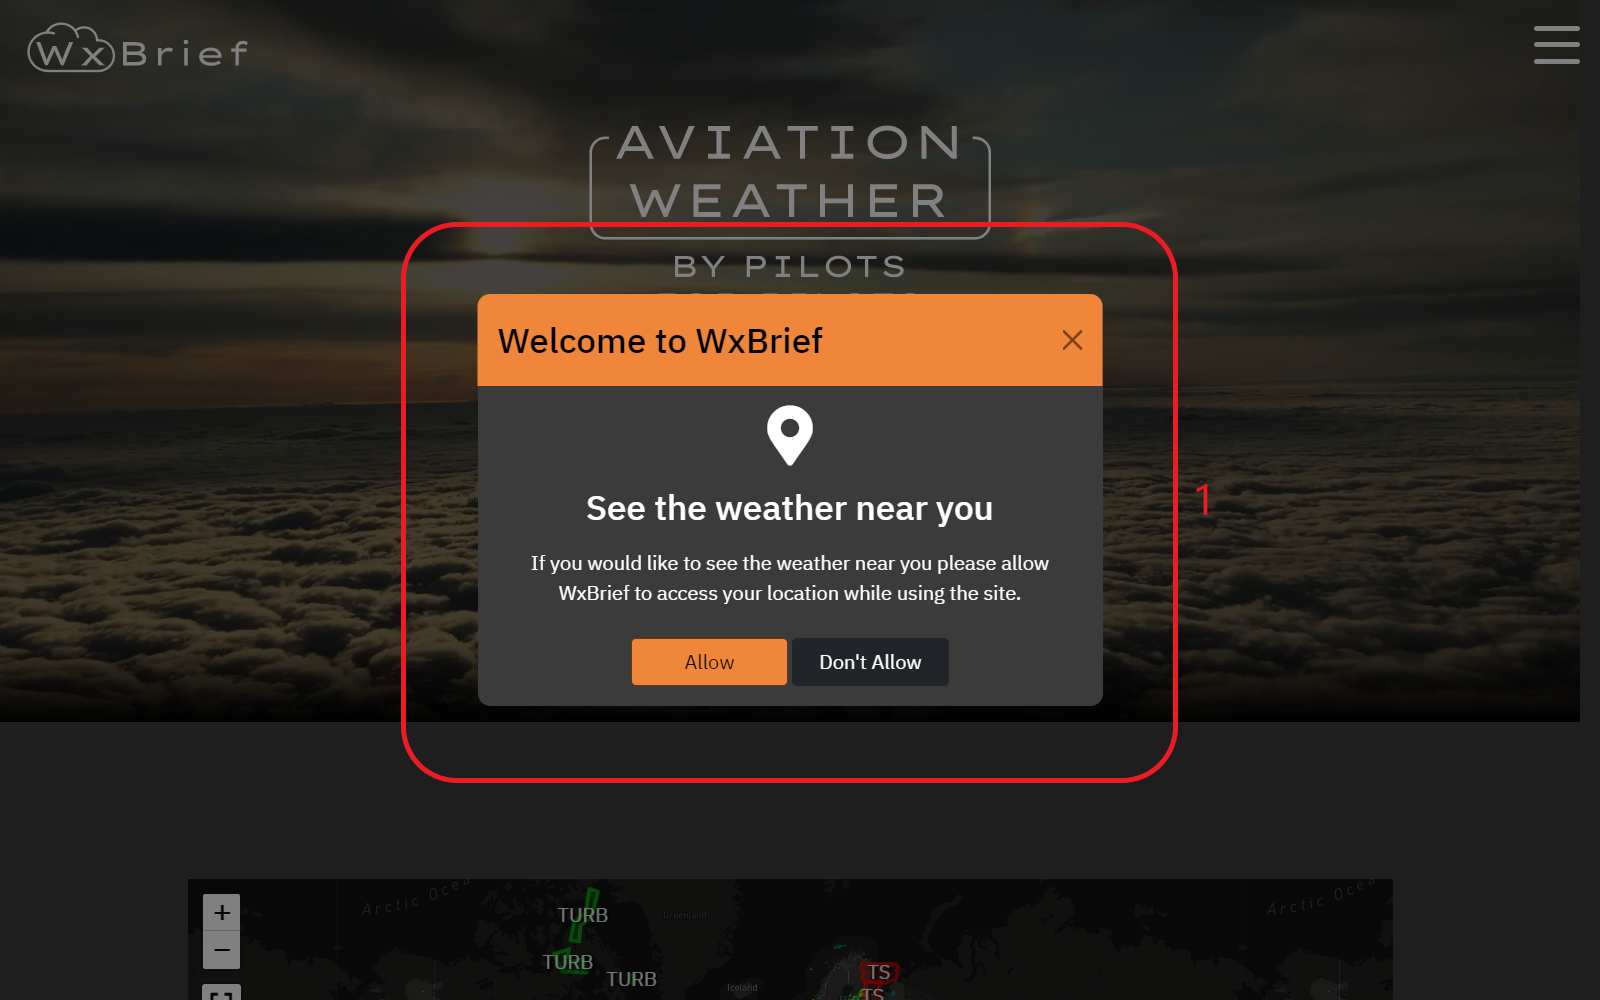 WxBrief
AVIATION
WEATHER
BY PILOTS
Welcome to WxBrief
See the weather near you
1
If you would like to see the weather near you please allow
WxBrief to access your location while using the site.
Allow
Don't Allow
Arctic Ocea
Arctic Ocea
+
TURB
Greenland
−
TURB
TURB
TS
Iceland
TS